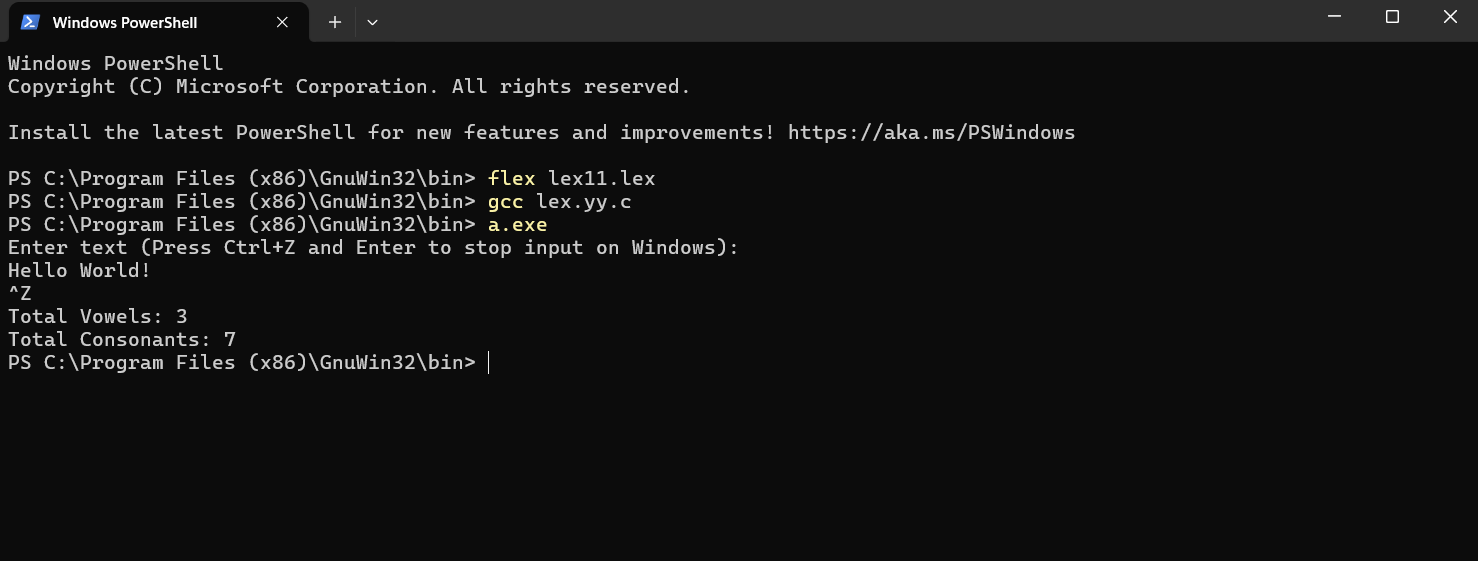 Windows PowerShell
Windows PowerShell
Copyright (C) Microsoft Corporation. All rights reserved.
Install the latest PowerShell for new features and improvements! https://aka.ms/PSWindows
PS C:\Program Files (x86)\GnuWin32\bin> flex lex11.lex
PS C:\Program Files (x86)\GnuWin32\bin> gcc lex.yy.c
PS C:\Program Files (x86)\GnuWin32\bin> a.exe
Enter text (Press Ctrl+Z and Enter to stop input on Windows):
Hello World!
^Z
Total Vowels: 3
Total Consonants: 7
PS C:\Program Files (x86)\GnuWin32\bin>